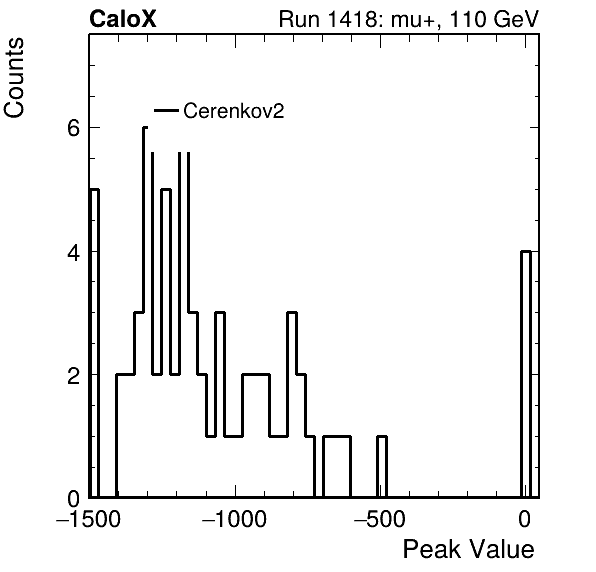 CaloX Run 1418: mu+, 110 GeV
Counts
Cerenkov2
6
4
2
0
−1500 −1000 −500 0
Peak Value